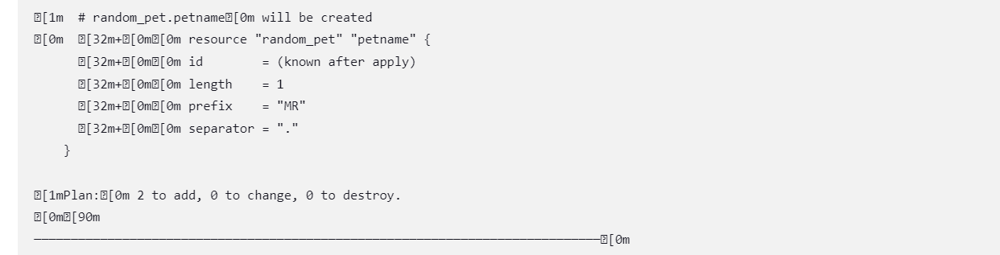 �[1m  # random_pet.petname�[0m will be created
�[0m  �[32m+�[0m�[0m resource "random_pet" "petname" {
      �[32m+�[0m�[0m id        = (known after apply)
      �[32m+�[0m�[0m length    = 1
      �[32m+�[0m�[0m prefix    = "MR"
      �[32m+�[0m�[0m separator = "."
    }
�[1mPlan:�[0m 2 to add, 0 to change, 0 to destroy.
�[0m�[90m
─────────────────────────────────────────────────────────────────────────────�[0m